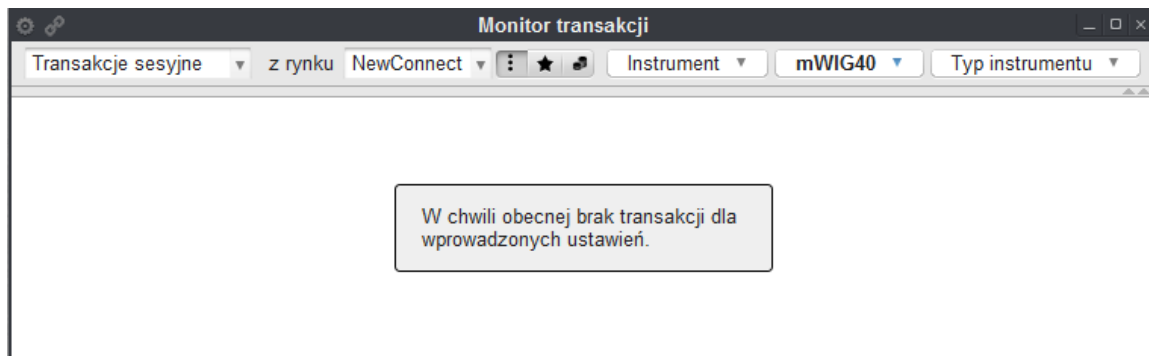 Monitor transakcji
Transakcje sesyjne z rynku NewConnect Instrument mWIG40 Typ instrumentu
W chwili obecnej brak transakcji dla
wprowadzonych ustawień.